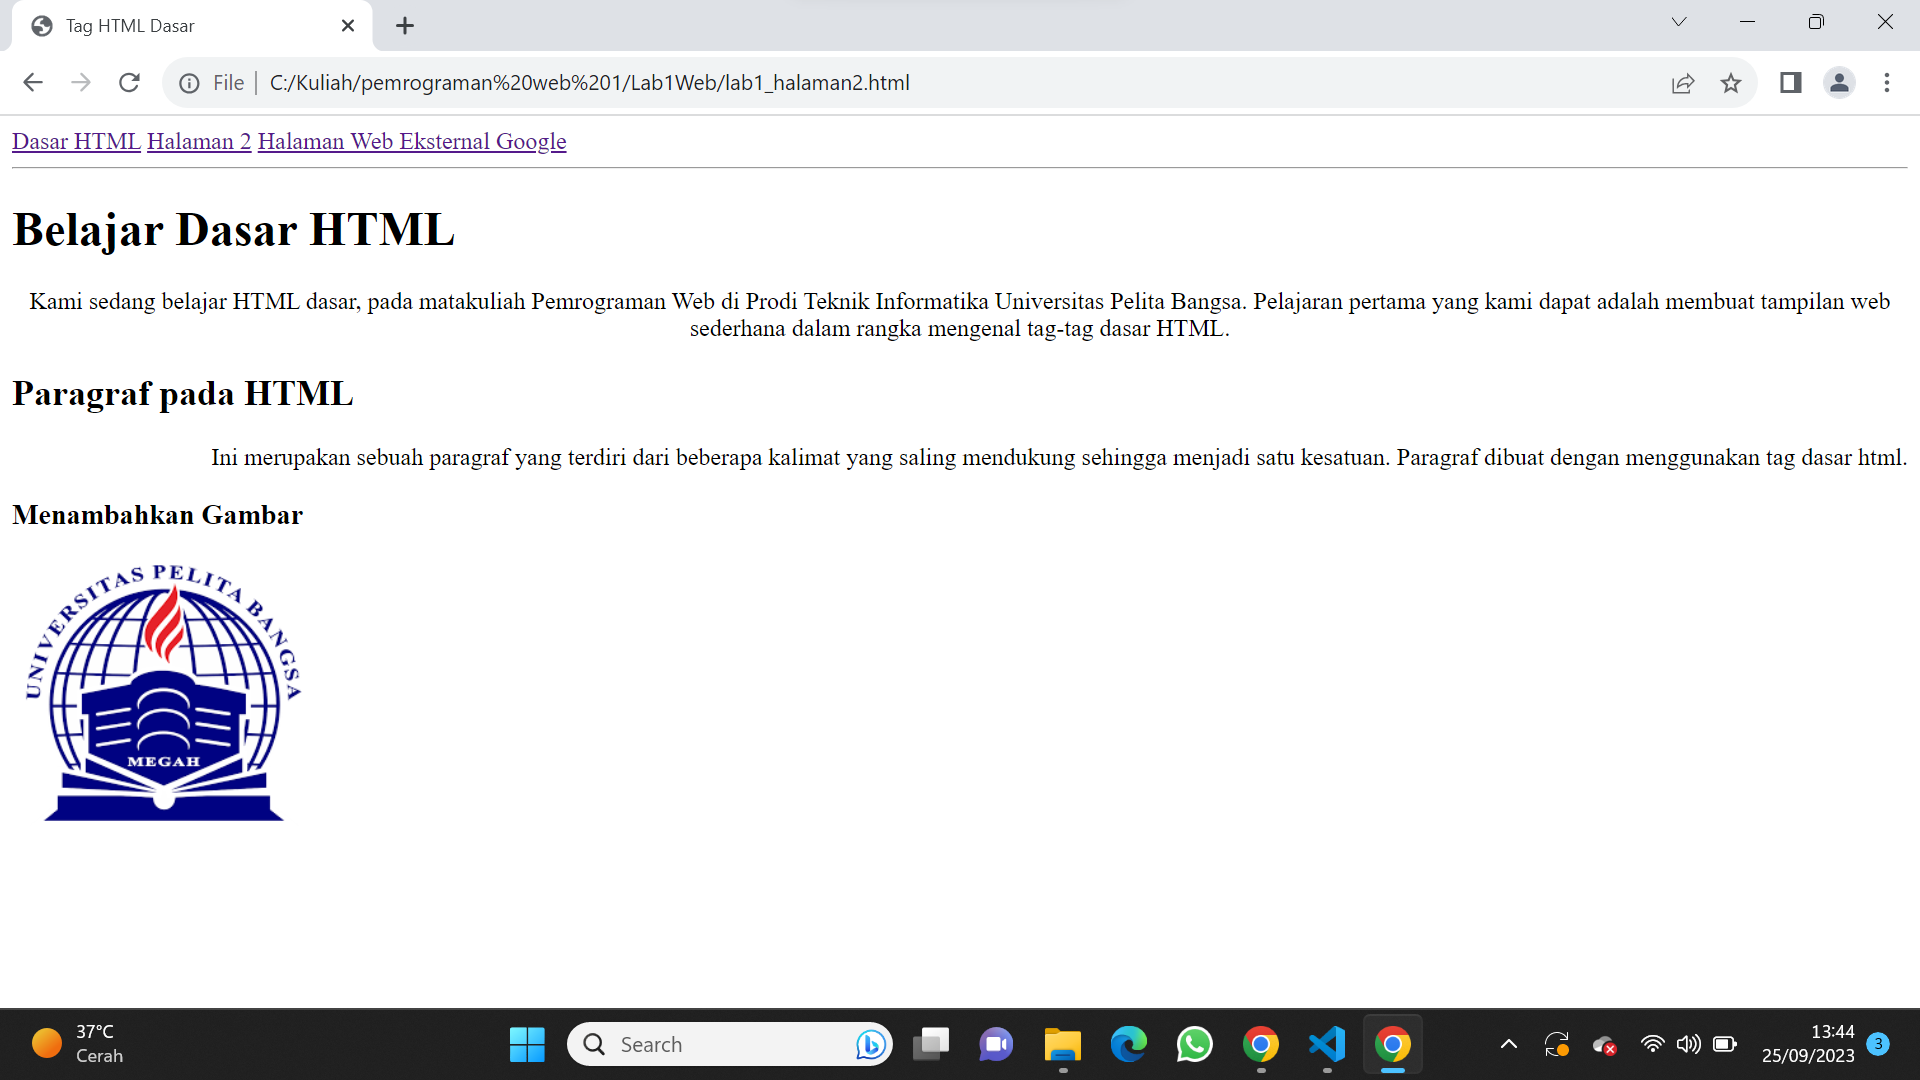 Tag HTML Dasar
File | C:/Kuliah/pemrograman%20web%201/Lab1Web/lab1_halaman2.html
Dasar HTML Halaman 2 Halaman Web Eksternal Google
Belajar Dasar HTML
Kami sedang belajar HTML dasar, pada matakuliah Pemrograman Web di Prodi Teknik Informatika Universitas Pelita Bangsa. Pelajaran pertama yang kami dapat adalah membuat tampilan web
sederhana dalam rangka mengenal tag-tag dasar HTML.
Paragraf pada HTML
Ini merupakan sebuah paragraf yang terdiri dari beberapa kalimat yang saling mendukung sehingga menjadi satu kesatuan. Paragraf dibuat dengan menggunakan tag dasar html.
Menambahkan Gambar
UNIVERSITAS PELITA BANGSA
MEGAH
37°C
Cerah
Search
13:44
25/09/2023
3